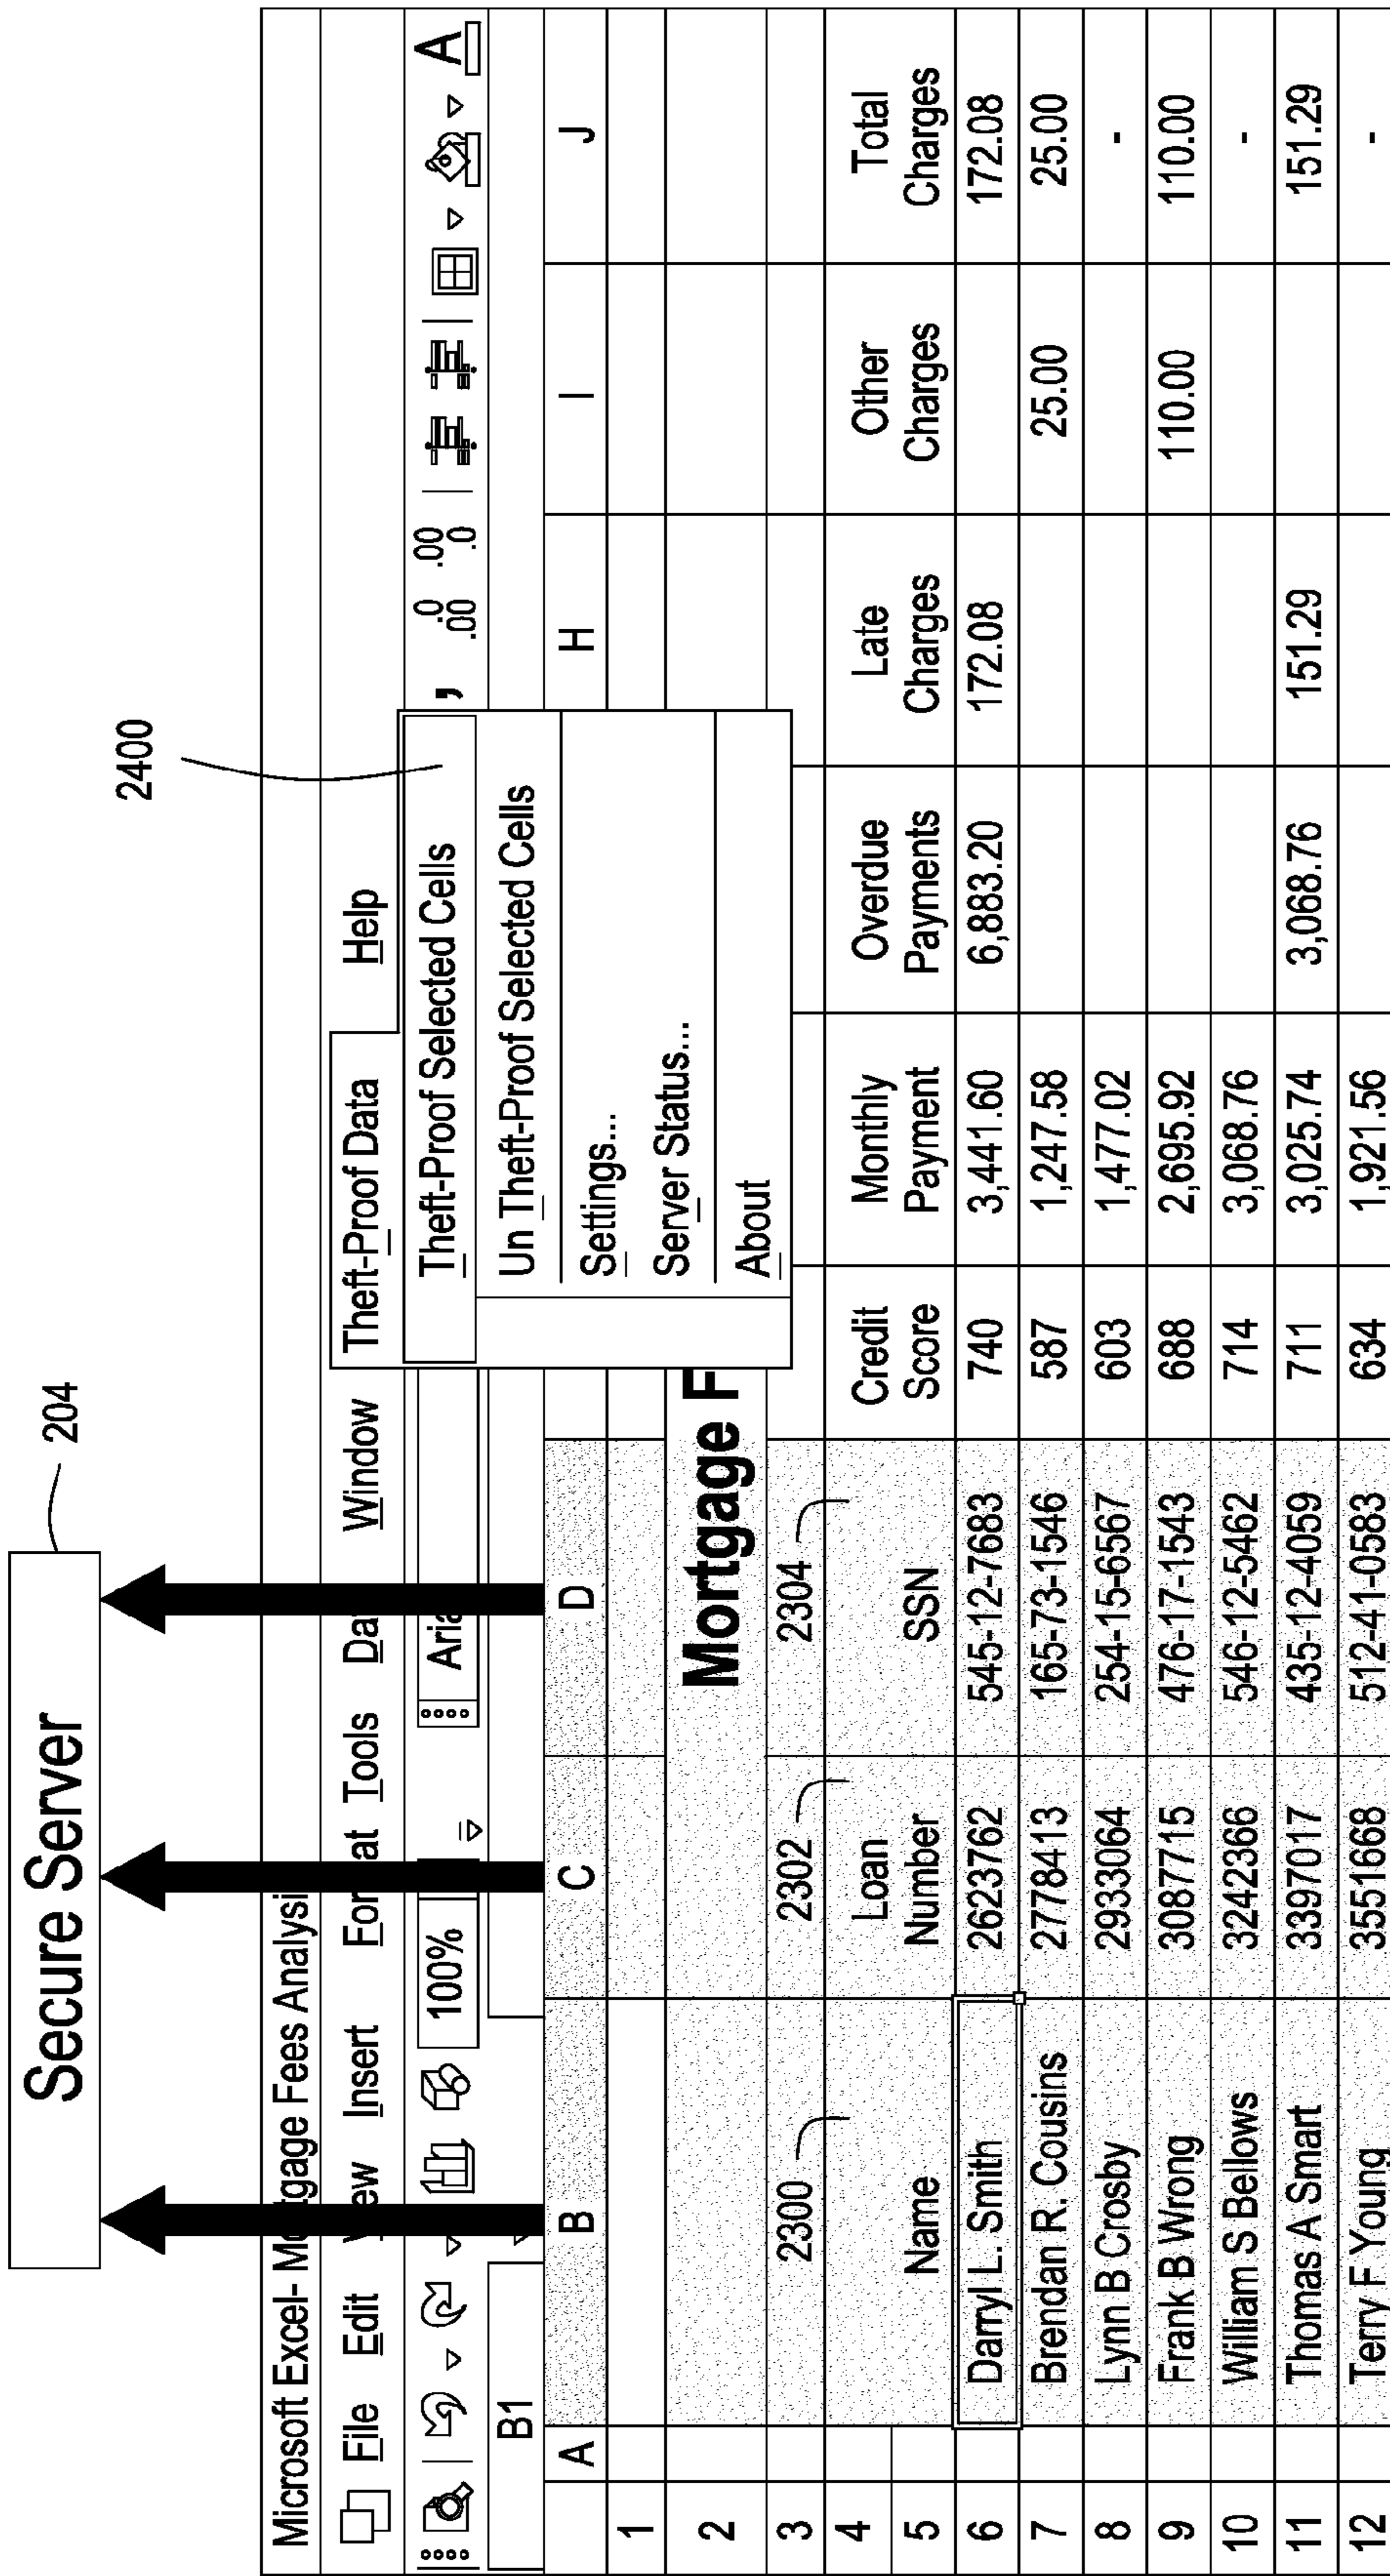 Secure Server
204
2400
Microsoft Excel- Mo tgage Fees Analysi
File Edit ew Insert For at Tools Da Window Theft-Proof Data Help
100% Aria , .0 .00 .00 .0 A
B1
Theft-Proof Selected Cells
Un Theft-Proof Selected Cells
Settings...
Server Status...
About
A B C D H I J
1
2 Mortgage F
3 2300 2302 2304
4 Loan Credit Monthly Overdue Late Other Total
5 Name Number SSN Score Payment Payments Charges Charges Charges
6 Darryl L. Smith 2623762 545-12-7683 740 3,441.60 6,883.20 172.08 172.08
7 Brendan R. Cousins 2778413 165-73-1546 587 1,247.58 25.00 25.00
8 Lynn B Crosby 2933064 254-15-6567 603 1,477.02 -
9 Frank B Wrong 3087715 476-17-1543 688 2,695.92 110.00 110.00
10 William S Bellows 3242366 546-12-5462 714 3,068.76 -
11 Thomas A Smart 3397017 435-12-4059 711 3,025.74 3,068.76 151.29 151.29
12 Terry F Young 3551668 512-41-0583 634 1,921.56 -